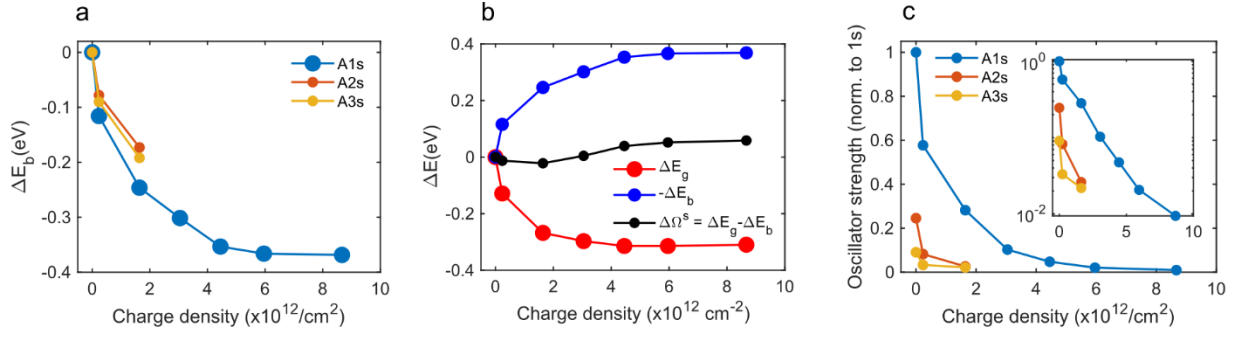 a
0
-0.1
-0.2
-0.3
-0.4
ΔE_b(eV)
A1s
A2s
A3s
0 2 4 6 8 10
Charge density (x10^12/cm^2)
b
0.4
0.2
0
-0.2
-0.4
ΔE(eV)
ΔE_g
-ΔE_b
ΔΩ^s = ΔE_g-ΔE_b
0 2 4 6 8 10
Charge density (x10^12 cm^-2)
c
1
0.8
0.6
0.4
0.2
0
Oscillator strength (norm. to 1s)
A1s
A2s
A3s
10^0
10^-2
0 5 10
0 2 4 6 8 10
Charge density (x10^12/cm^2)